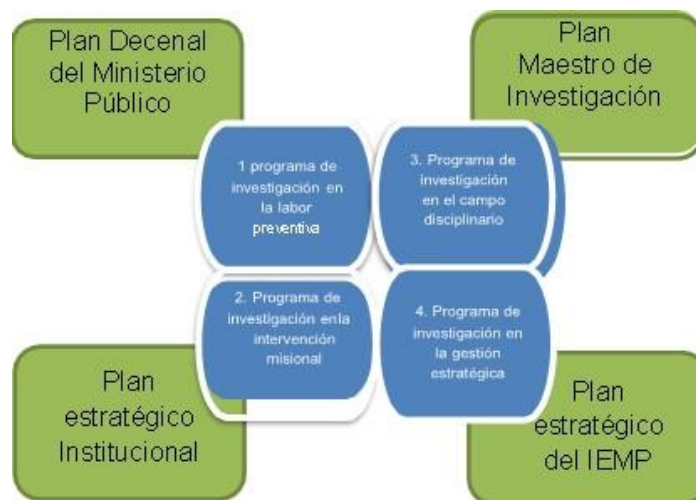 Plan Decenal
del Ministerio
Público
Plan
Maestro de
Investigación
1 programa de
investigación en
la labor
preventiva
3. Programa de
investigación
en el campo
disciplinario
2. Programa de
investigación enla
intervención
misional
4. Programa de
investigación en
la gestión
estratégica
Plan
estratégico
Institucional
Plan
estratégico
del IEMP